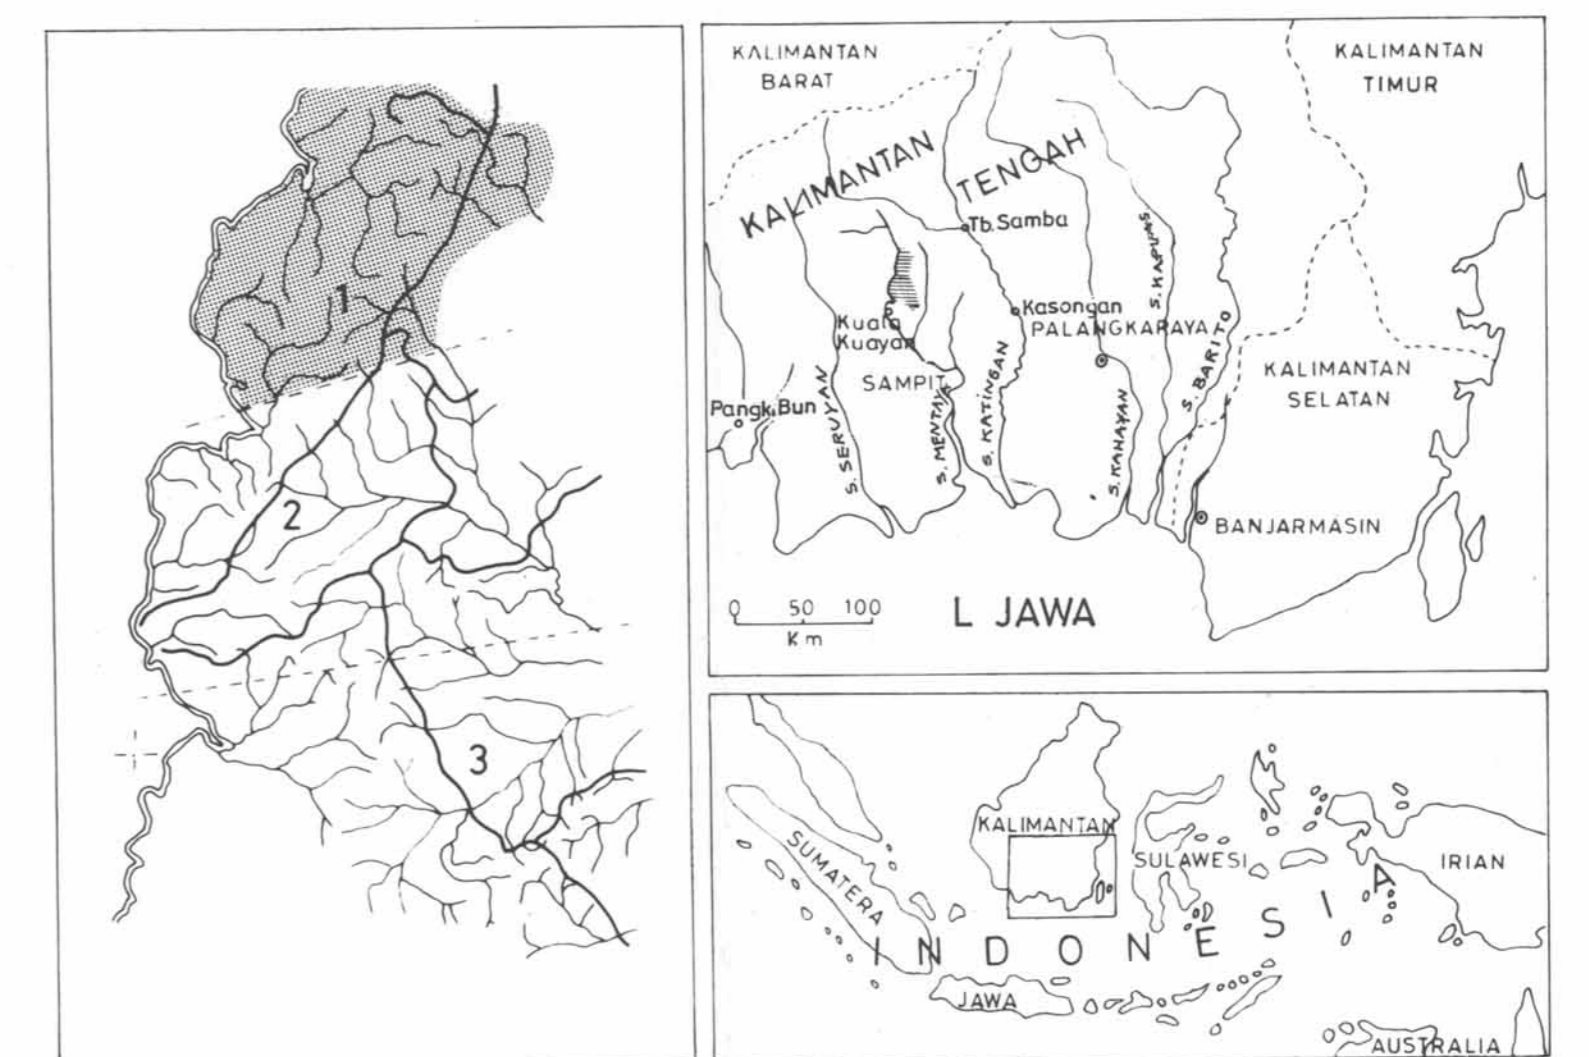 1
2
3
KALIMANTAN
BARAT
KALIMANTAN
TIMUR
KALIMANTAN TENGAH
Tb. Samba
S. KAPUAS
Kasongan
PALANGKARAYA
Kuala
Kuayan
SAMPIT
S. BARITO
KALIMANTAN
SELATAN
Pangk. Bun
S. SERUYAN
S. MENTAYA
S. KATINGAN
S. KAHAYAN
BANJARMASIN
0 50 100
Km
L JAWA
KALIMANTAN
SUMATERA
SULAWESI
IRIAN
INDONESIA
JAWA
AUSTRALIA